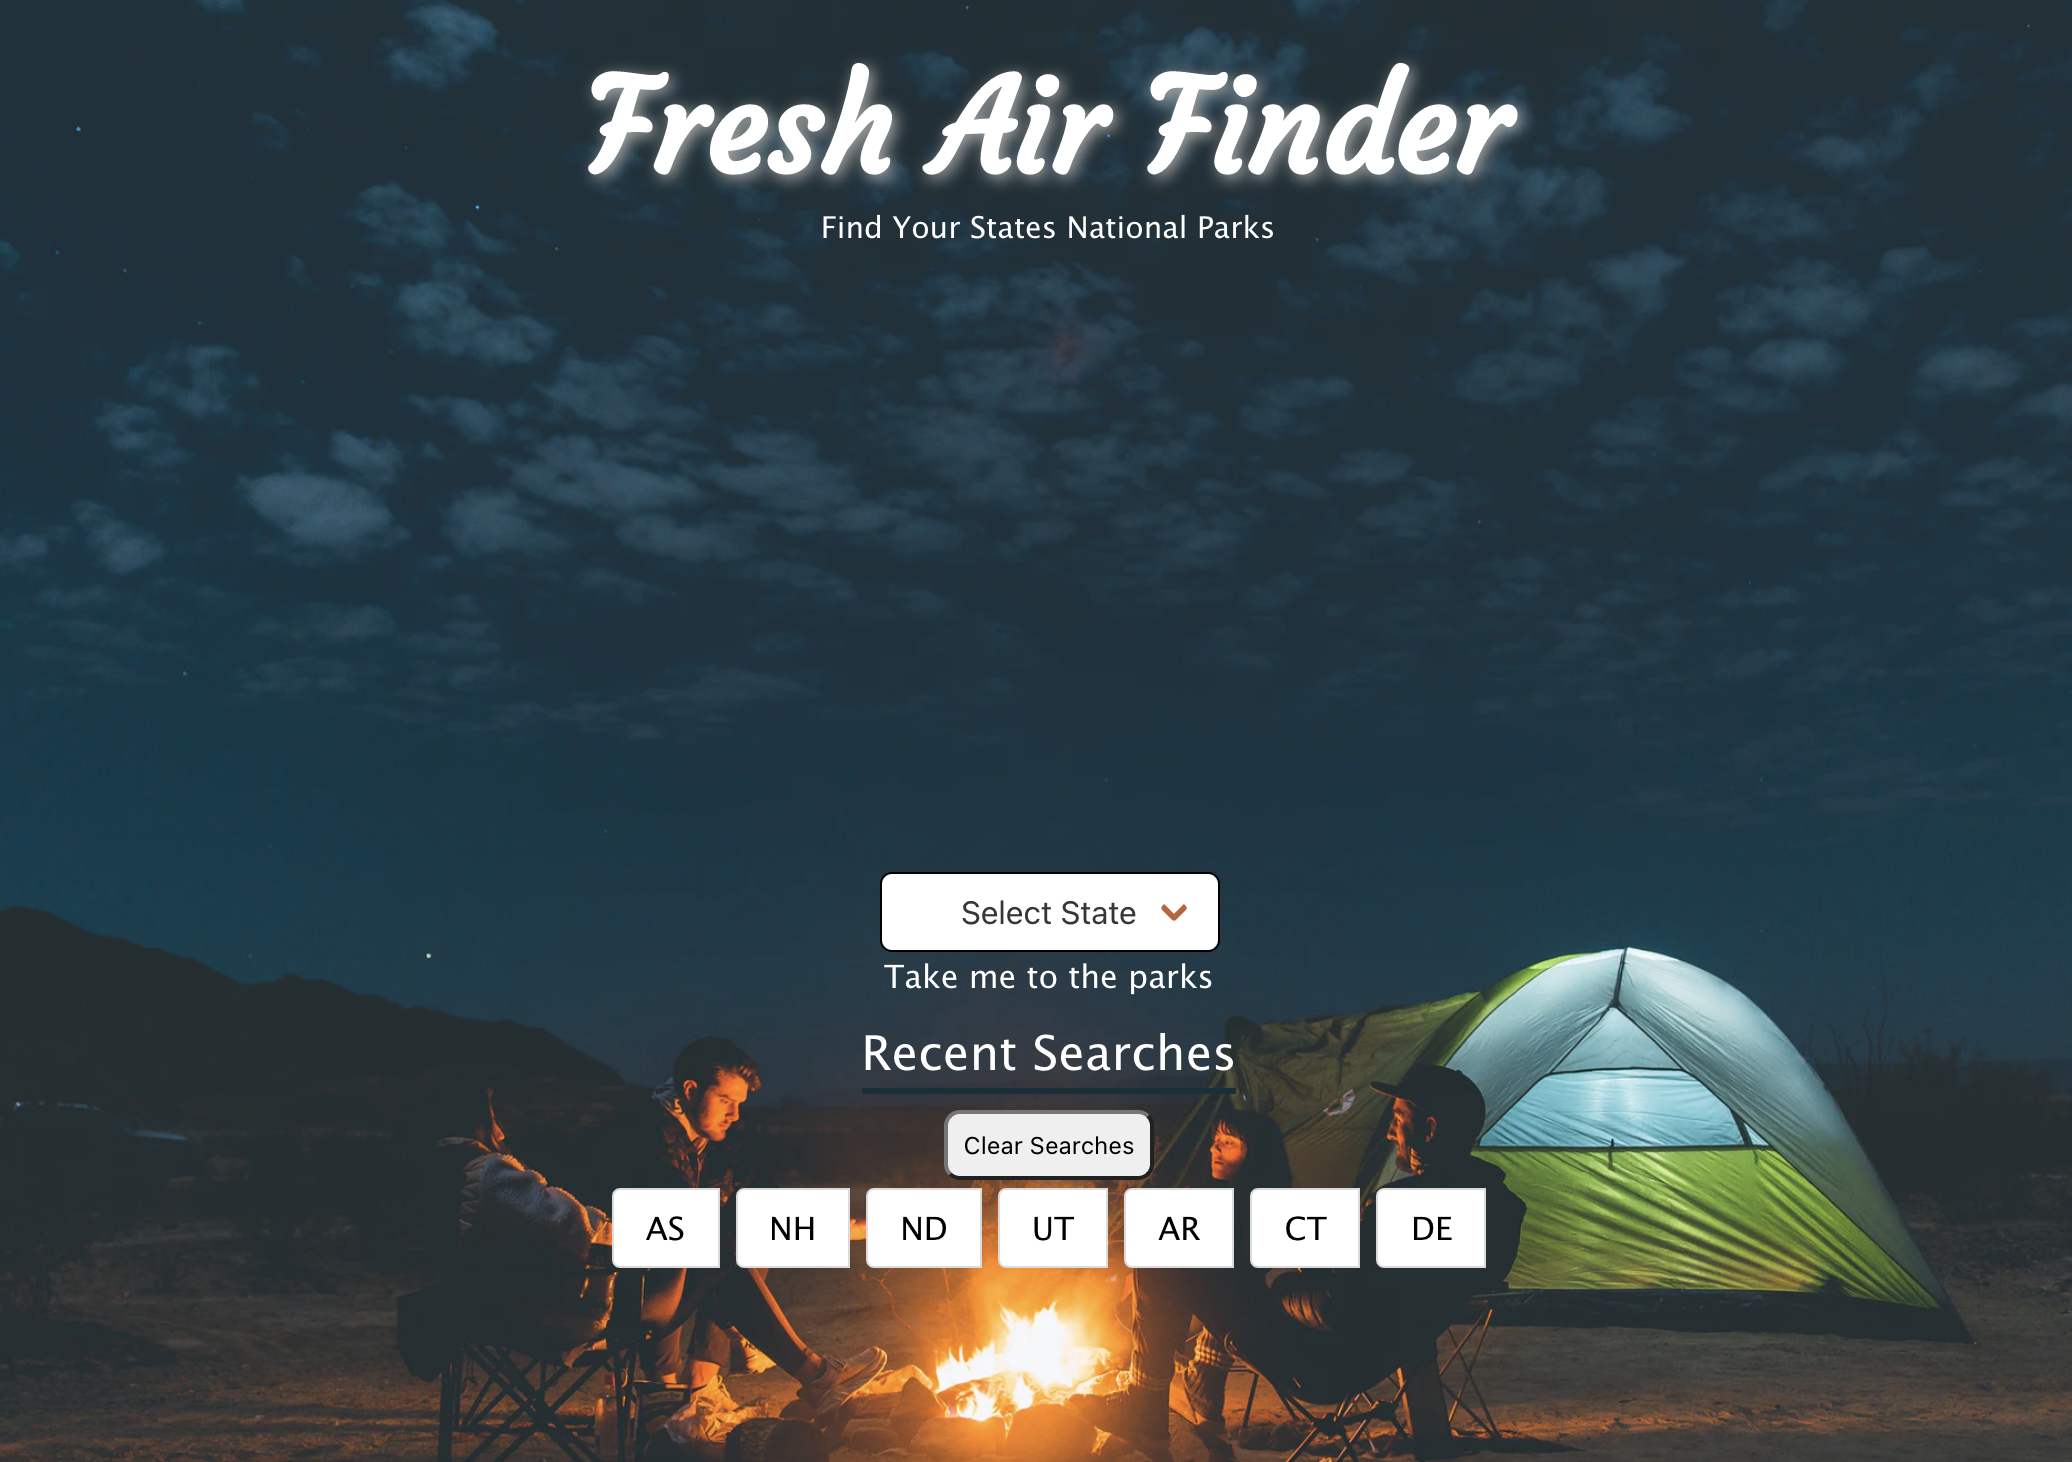 Fresh Air Finder
Find Your States National Parks
Select State
Take me to the parks
Recent Searches
Clear Searches
AS NH ND UT AR CT DE